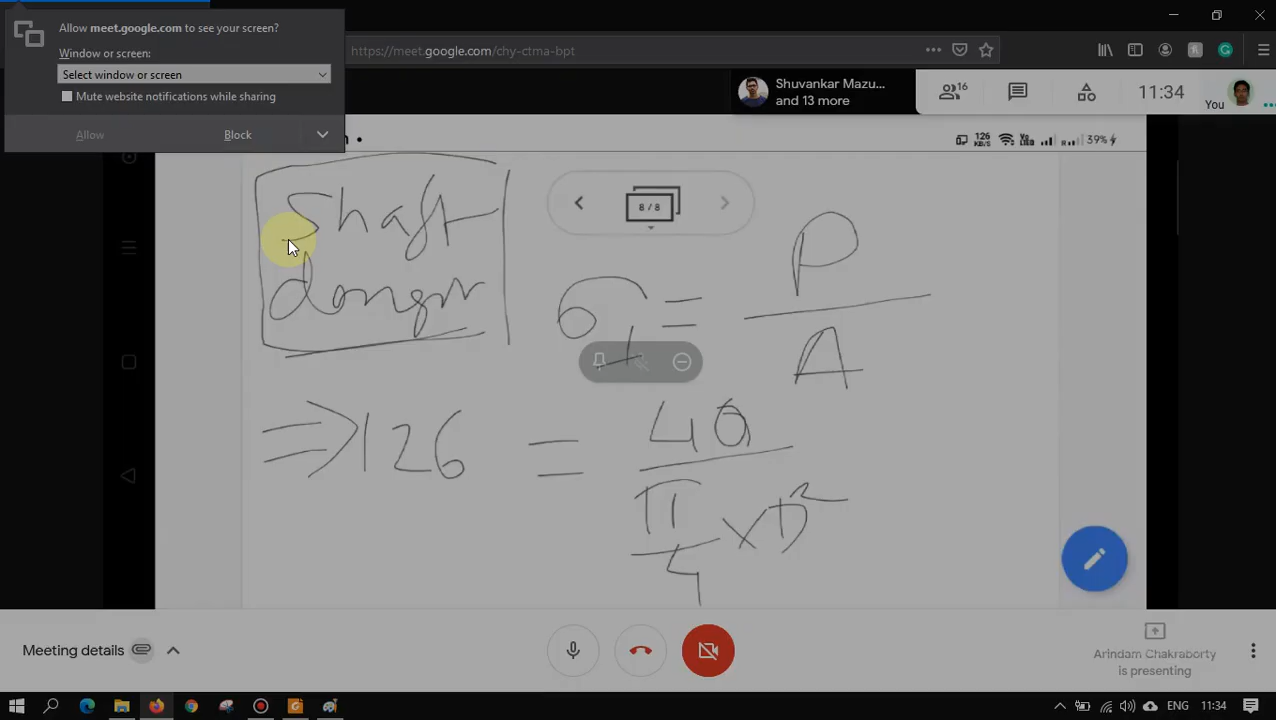 Allow meet.google.com to see your screen?
Window or screen:
Select window or screen
Mute website notifications while sharing
Allow
Block
https://meet.google.com/chy-ctma-bpt
Shuvankar Mazu...
and 13 more
16
11:34
You
126
KB/S
39%
8 / 8
Shaft
σt = P / A
⇒ 126 = 40 / π/4 × D²
Meeting details
Arindam Chakraborty
is presenting
ENG
11:34